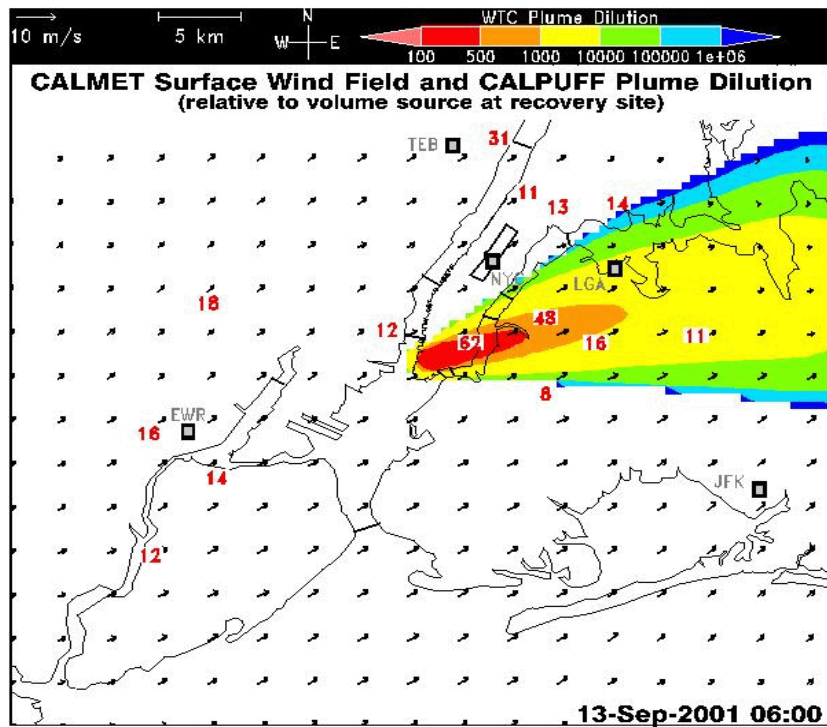 10 m/s
5 km
N
W E
WTC Plume Dilution
100 500 1000 10000 100000 1e+06
CALMET Surface Wind Field and CALPUFF Plume Dilution
(relative to volume source at recovery site)
TEB
31
11
13
14
NYC
LGA
18
12
62
48
16
11
8
EWR
16
14
JFK
12
13-Sep-2001 06:00